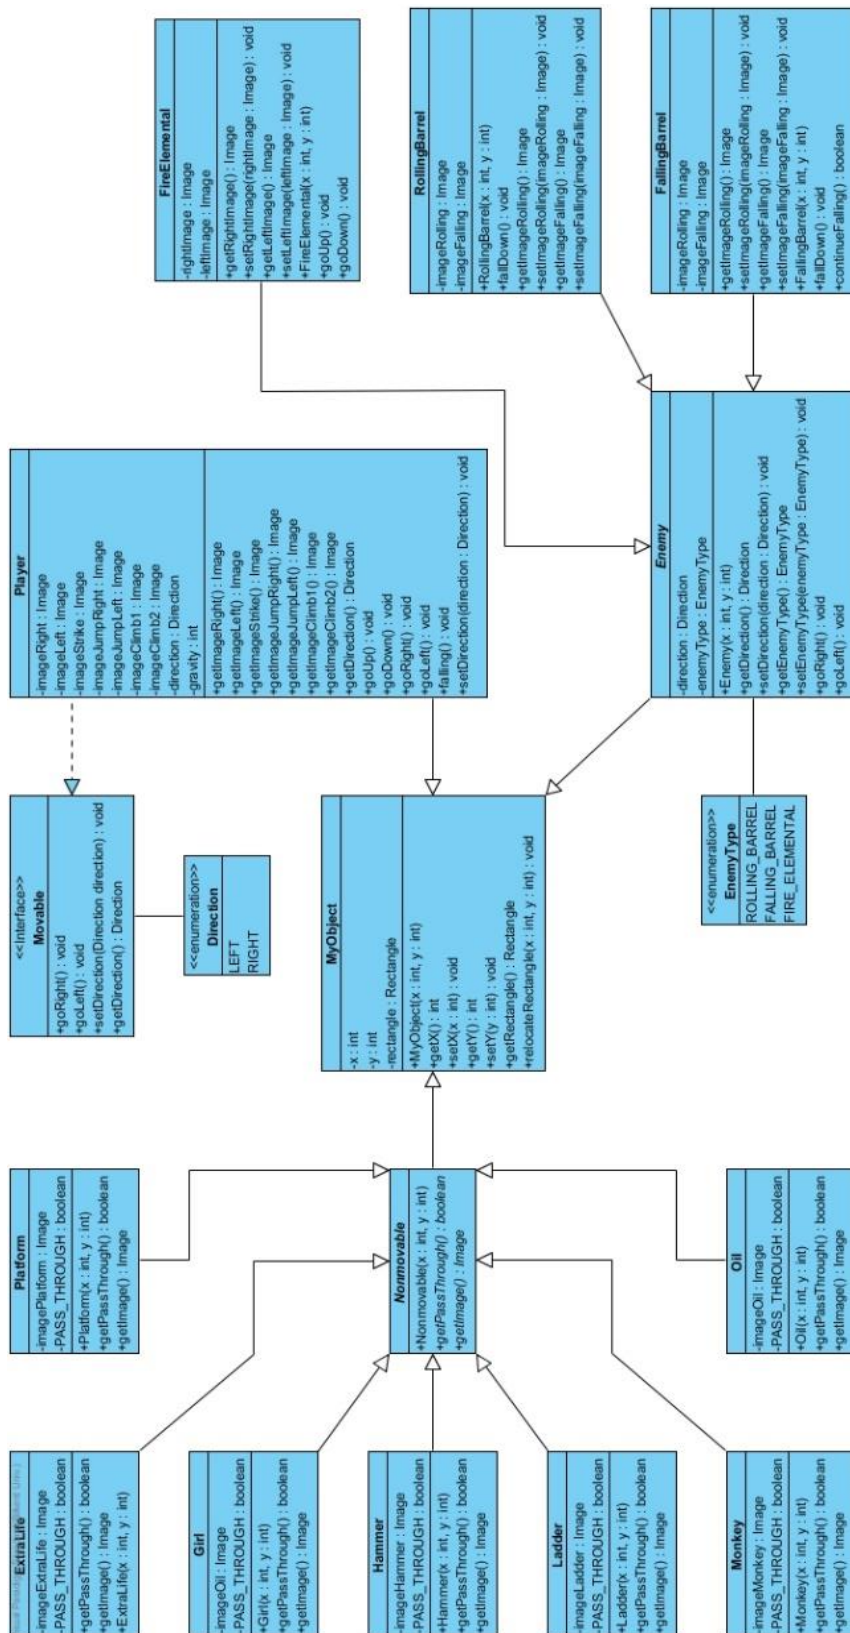 FireElemental
-rightImage : Image
-leftImage : Image
+getRightImage() : Image
+setRightImage(rightImage : Image) : void
+getLeftImage() : Image
+setLeftImage(leftImage : Image) : void
+FireElemental(x : int, y : int)
+goUp() : void
+goDown() : void
RollingBarrel
-imageRolling : Image
-imageFalling : Image
+RollingBarrel(x : int, y : int)
+fallDown() : void
+getImageRolling() : Image
+setImageRolling(imageRolling : Image) : void
+getImageFalling() : Image
+setImageFalling(imageFalling : Image) : void
FallingBarrel
-imageRolling : Image
-imageFalling : Image
+getImageRolling() : Image
+setImageRolling(imageRolling : Image) : void
+getImageFalling() : Image
+setImageFalling(imageFalling : Image) : void
+FallingBarrel(x : int, y : int)
+fallDown() : void
+continueFalling() : boolean
Player
-imageRight : Image
-imageLeft : Image
-imageStrike : Image
-imageJumpRight : Image
-imageJumpLeft : Image
-imageClimb1 : Image
-imageClimb2 : Image
-direction : Direction
-gravity : int
+getImageRight() : Image
+getImageLeft() : Image
+getImageStrike() : Image
+getImageJumpRight() : Image
+getImageJumpLeft() : Image
+getImageClimb1() : Image
+getImageClimb2() : Image
+getDirection() : Direction
+goUp() : void
+goDown() : void
+goRight() : void
+goLeft() : void
+falling() : void
+setDirection(direction : Direction) : void
Enemy
-direction : Direction
-enemyType : EnemyType
+Enemy(x : int, y : int)
+getDirection() : Direction
+setDirection(direction : Direction) : void
+getEnemyType() : EnemyType
+setEnemyType(enemyType : EnemyType) : void
+goRight() : void
+goLeft() : void
<<Interface>>
Movable
+goRight() : void
+goLeft() : void
+setDirection(Direction direction) : void
+getDirection() : Direction
<<enumeration>>
Direction
LEFT
RIGHT
MyObject
-x : int
-y : int
-rectangle : Rectangle
+MyObject(x : int, y : int)
+getX() : int
+setX(x : int) : void
+getY() : int
+setY(y : int) : void
+getRectangle() : Rectangle
+relocateRectangle(x : int, y : int) : void
<<enumeration>>
EnemyType
ROLLING_BARREL
FALLING_BARREL
FIRE_ELEMENTAL
Platform
-imagePlatform : Image
-PASS_THROUGH : boolean
+Platform(x : int, y : int)
+getPassThrough() : boolean
+getImage() : Image
Nonmovable
+Nonmovable(x : int, y : int)
+getPassThrough() : boolean
+getImage() : Image
Oil
-imageOil : Image
-PASS_THROUGH : boolean
+Oil(x : int, y : int)
+getPassThrough() : boolean
+getImage() : Image
ExtraLife
-imageExtraLife : Image
-PASS_THROUGH : boolean
+getPassThrough() : boolean
+getImage() : Image
+ExtraLife(x : int, y : int)
Girl
-imageOil : Image
-PASS_THROUGH : boolean
+Girl(x : int, y : int)
+getPassThrough() : boolean
+getImage() : Image
Hammer
-imageHammer : Image
-PASS_THROUGH : boolean
+Hammer(x : int, y : int)
+getPassThrough() : boolean
+getImage() : Image
Ladder
-imageLadder : Image
-PASS_THROUGH : boolean
+Ladder(x : int, y : int)
+getPassThrough() : boolean
+getImage() : Image
Monkey
-imageMonkey : Image
-PASS_THROUGH : boolean
+Monkey(x : int, y : int)
+getPassThrough() : boolean
+getImage() : Image